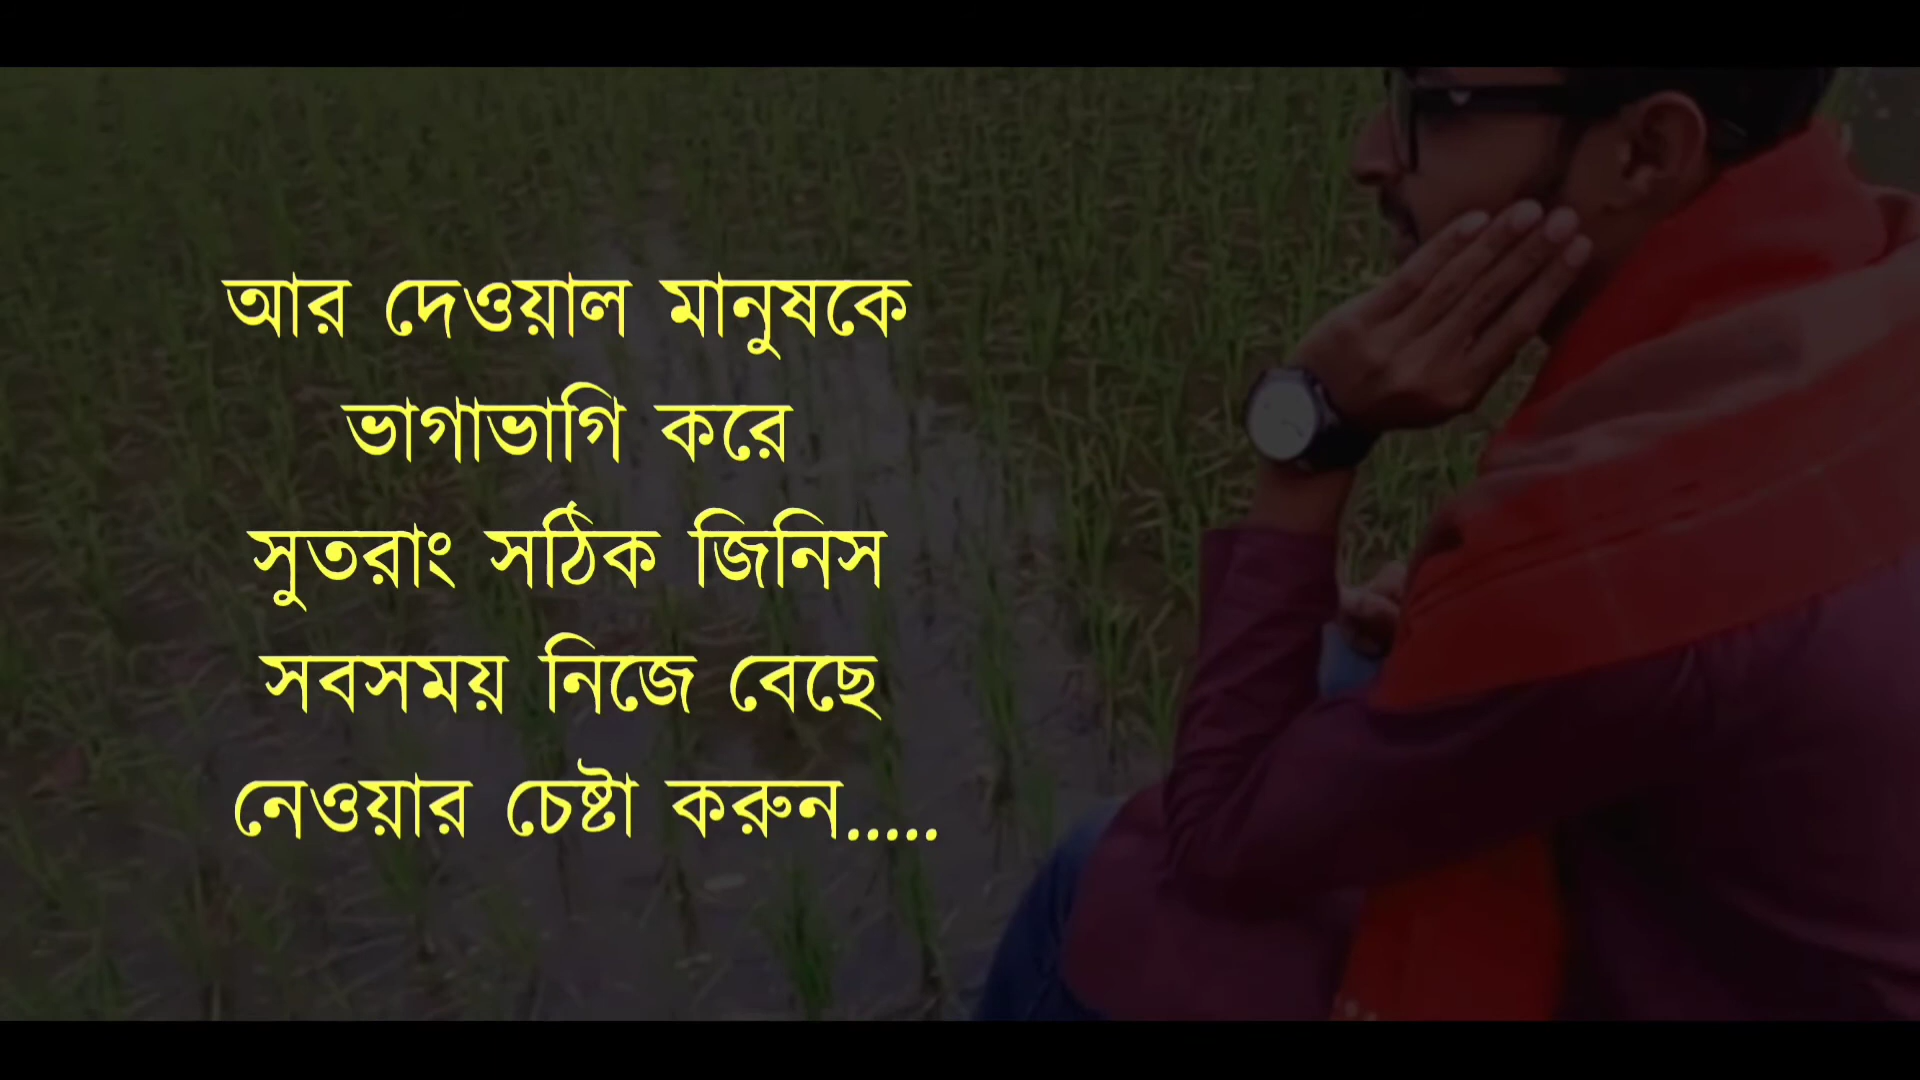 আর দেওয়াল মানুষকে
ভাগাভাগি করে
সুতরাং সঠিক জিনিস
সবসময় নিজে বেছে
নেওয়ার চেষ্টা করুন.....